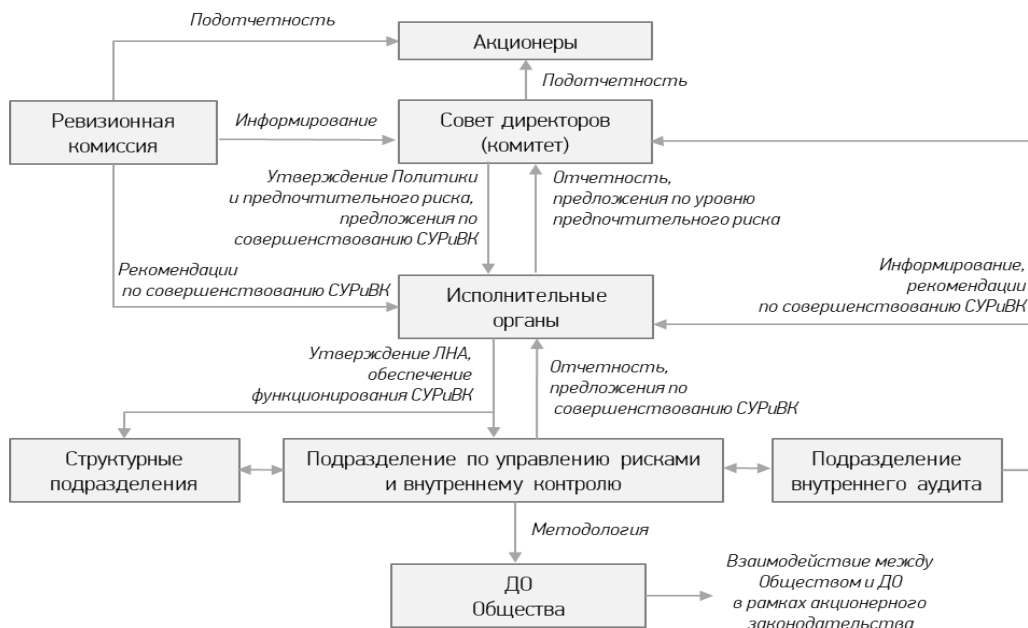 Подотчетность
Акционеры
Подотчетность
Ревизионная
комиссия
Информирование
Совет директоров
(комитет)
Утверждение Политики
и предпочтительного риска,
предложения по
совершенствованию СУРиВК
Отчетность,
предложения по уровню
предпочтительного риска
Рекомендации
по совершенствованию СУРиВК
Информирование,
рекомендации
по совершенствованию СУРиВК
Исполнительные
органы
Утверждение ЛНА,
обеспечение
функционирования СУРиВК
Отчетность,
предложения по
совершенствованию СУРиВК
Структурные
подразделения
Подразделение по управлению рисками
и внутреннему контролю
Подразделение
внутреннего аудита
Методология
ДО
Общества
Взаимодействие между
Обществом и ДО
в рамках акционерного
законодательства